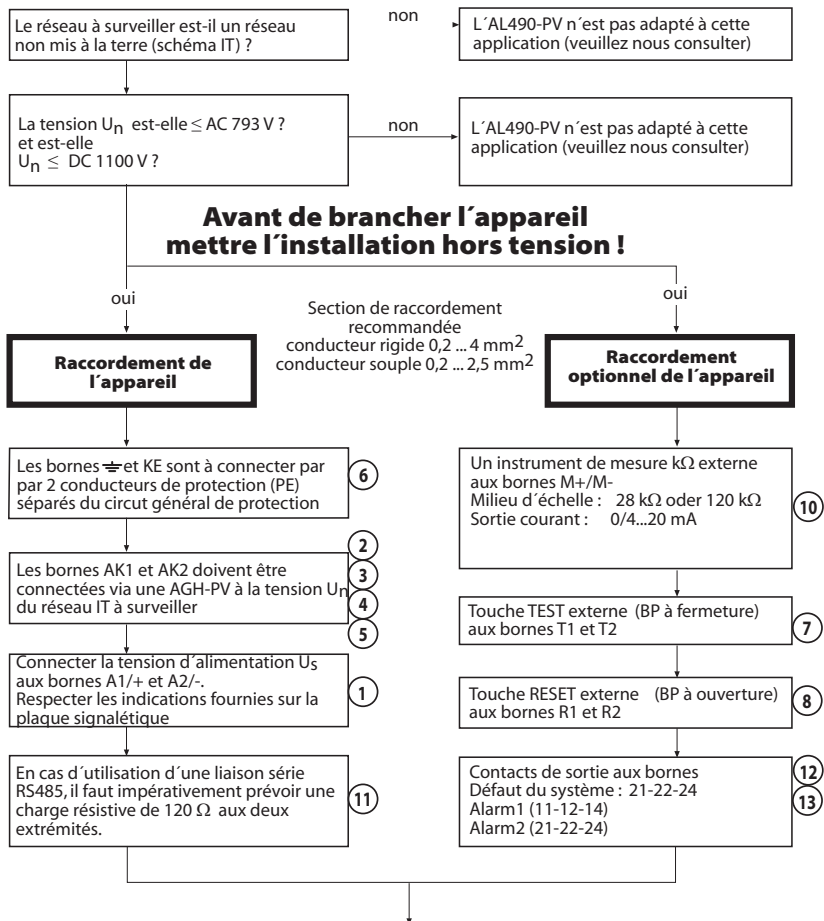 Le réseau à surveiller est-il un réseau
non mis à la terre (schéma IT) ?
non
L´AL490-PV n´est pas adapté à cette
application (veuillez nous consulter)
La tension Un est-elle ≤ AC 793 V ?
et est-elle
Un ≤ DC 1100 V ?
non
L´AL490-PV n´est pas adapté à cette
application (veuillez nous consulter)
Avant de brancher l´appareil
mettre l´installation hors tension !
oui
Section de raccordement
recommandée
conducteur rigide 0,2 ... 4 mm2
conducteur souple 0,2 ... 2,5 mm2
oui
Raccordement de
l´appareil
Raccordement
optionnel de l´appareil
Les bornes ⏚ et KE sont à connecter par
par 2 conducteurs de protection (PE)
séparés du circut général de protection
6
Les bornes AK1 et AK2 doivent être
connectées via une AGH-PV à la tension Un
du réseau IT à surveiller
2
3
4
5
Connecter la tension d´alimentation Us
aux bornes A1/+ et A2/-.
Respecter les indications fournies sur la
plaque signalétique
1
En cas d´utilisation d´une liaison série
RS485, il faut impérativement prévoir une
charge résistive de 120 Ω aux deux
extrémités.
11
Un instrument de mesure kΩ externe
aux bornes M+/M-
Milieu d´échelle : 28 kΩ oder 120 kΩ
Sortie courant : 0/4...20 mA
10
Touche TEST externe (BP à fermeture)
aux bornes T1 et T2
7
Touche RESET externe (BP à ouverture)
aux bornes R1 et R2
8
Contacts de sortie aux bornes
Défaut du système : 21-22-24
Alarm1 (11-12-14)
Alarm2 (21-22-24)
12
13